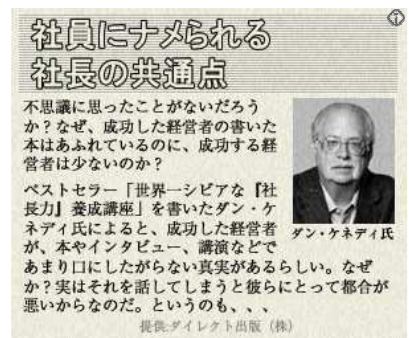 社員にナメられる
社長の共通点
不思議に思ったことがないだろう
か？なぜ、成功した経営者の書いた
本はあふれているのに、成功する経
営者は少ないのか？
ベストセラー「世界一シビアな『社
長力』養成講座」を書いたダン・ケ
ネディ氏によると、成功した経営者
が、本やインタビュー、講演などで
あまり口にしたがらない真実があるらしい。なぜ
か？実はそれを話してしまうと彼らにとって都合が
悪いからなのだ。というのも、、、
ダン・ケネディ氏
提供:ダイレクト出版（株）